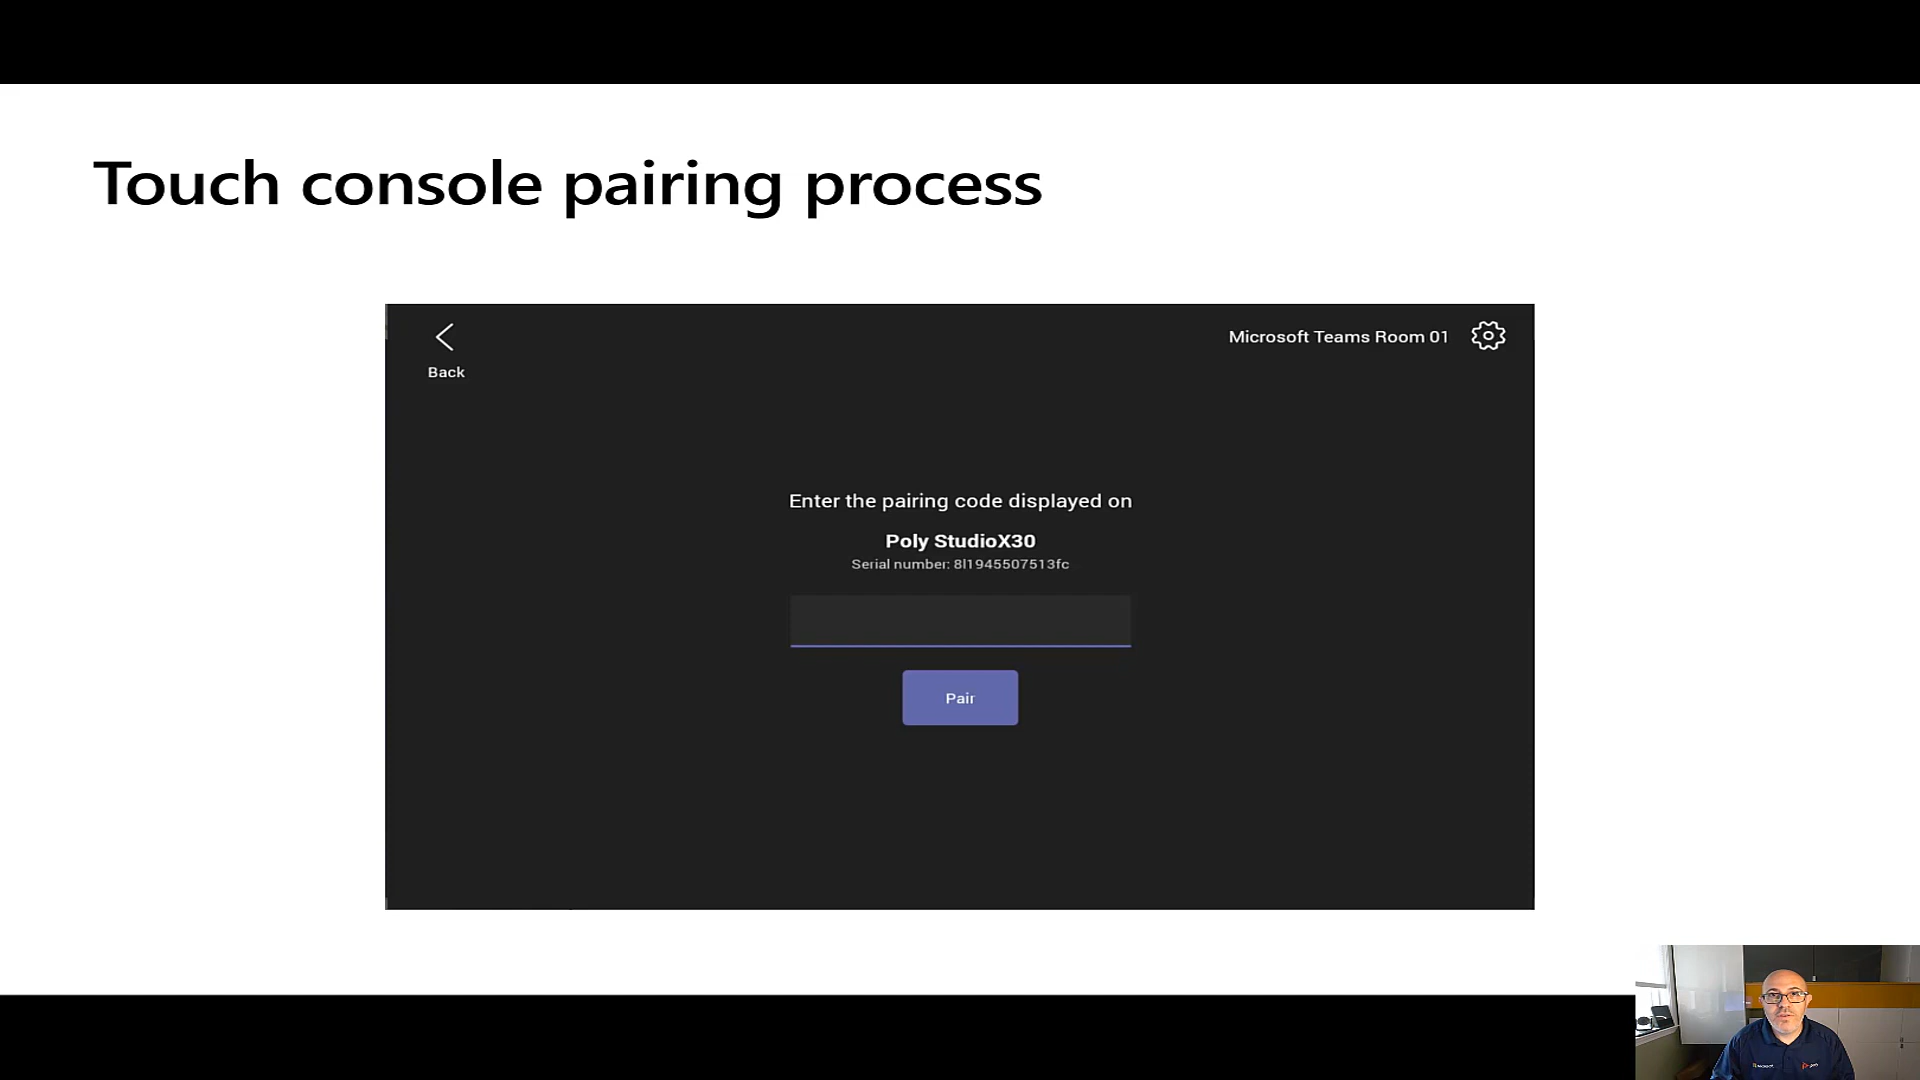 Touch console pairing process
Back
Microsoft Teams Room 01
Enter the pairing code displayed on
Poly StudioX30
Serial number: 8l1945507513fc
Pair